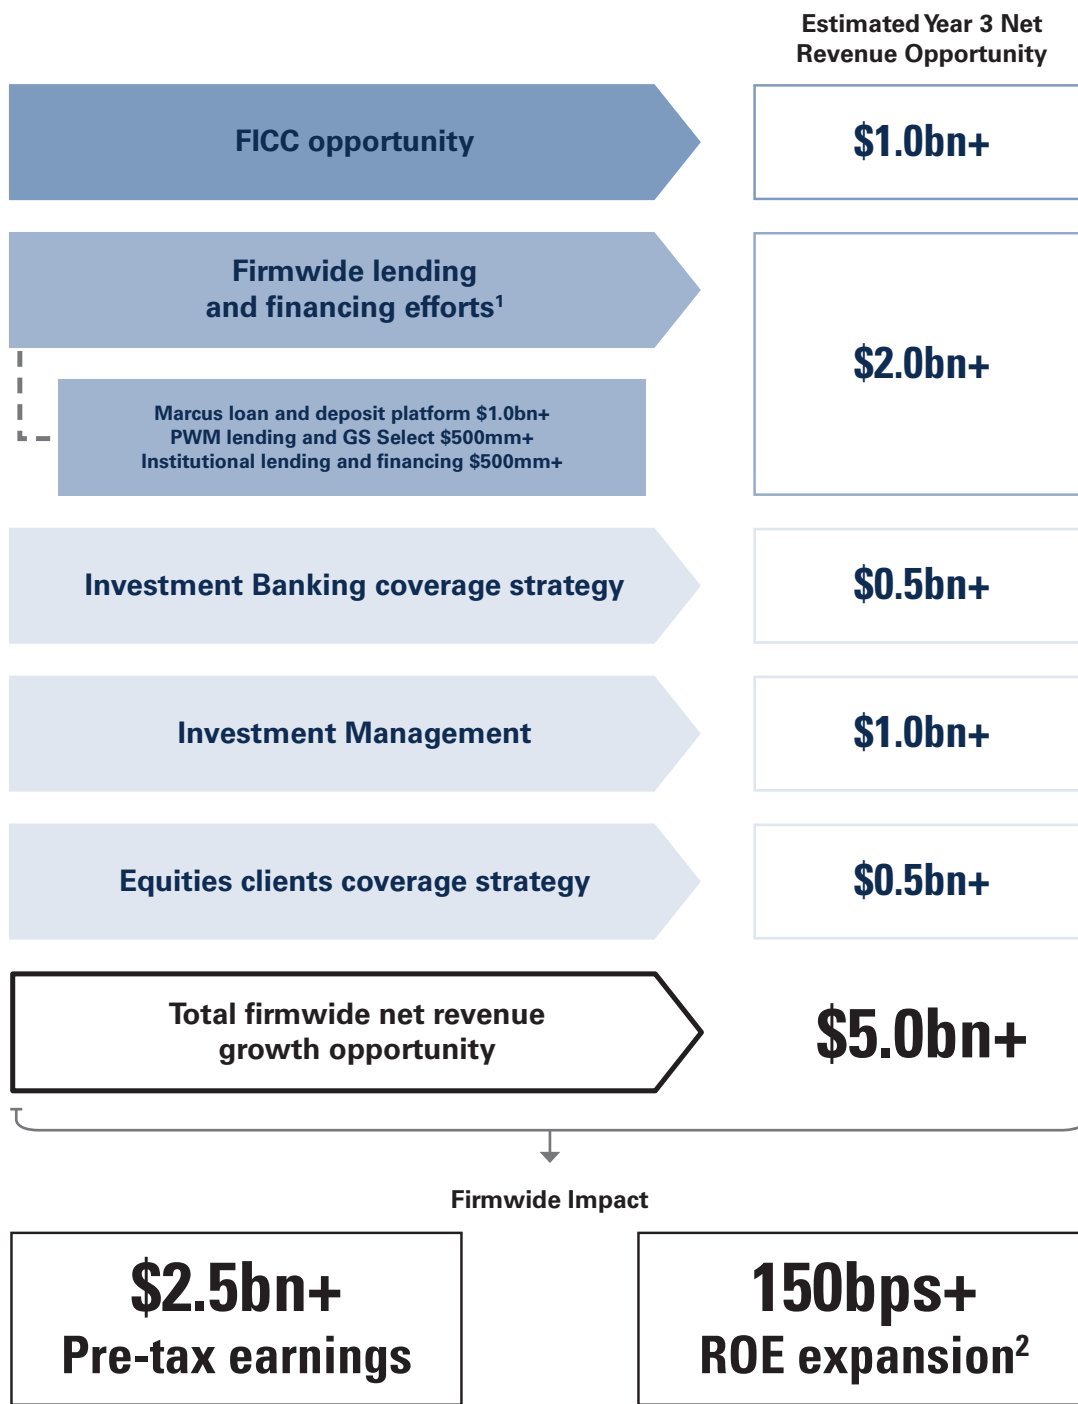 Estimated Year 3 Net
Revenue Opportunity
FICC opportunity
$1.0bn+
Firmwide lending
and financing efforts¹
$2.0bn+
Marcus loan and deposit platform $1.0bn+
PWM lending and GS Select $500mm+
Institutional lending and financing $500mm+
Investment Banking coverage strategy
$0.5bn+
Investment Management
$1.0bn+
Equities clients coverage strategy
$0.5bn+
Total firmwide net revenue
growth opportunity
$5.0bn+
Firmwide Impact
$2.5bn+
Pre-tax earnings
150bps+
ROE expansion²